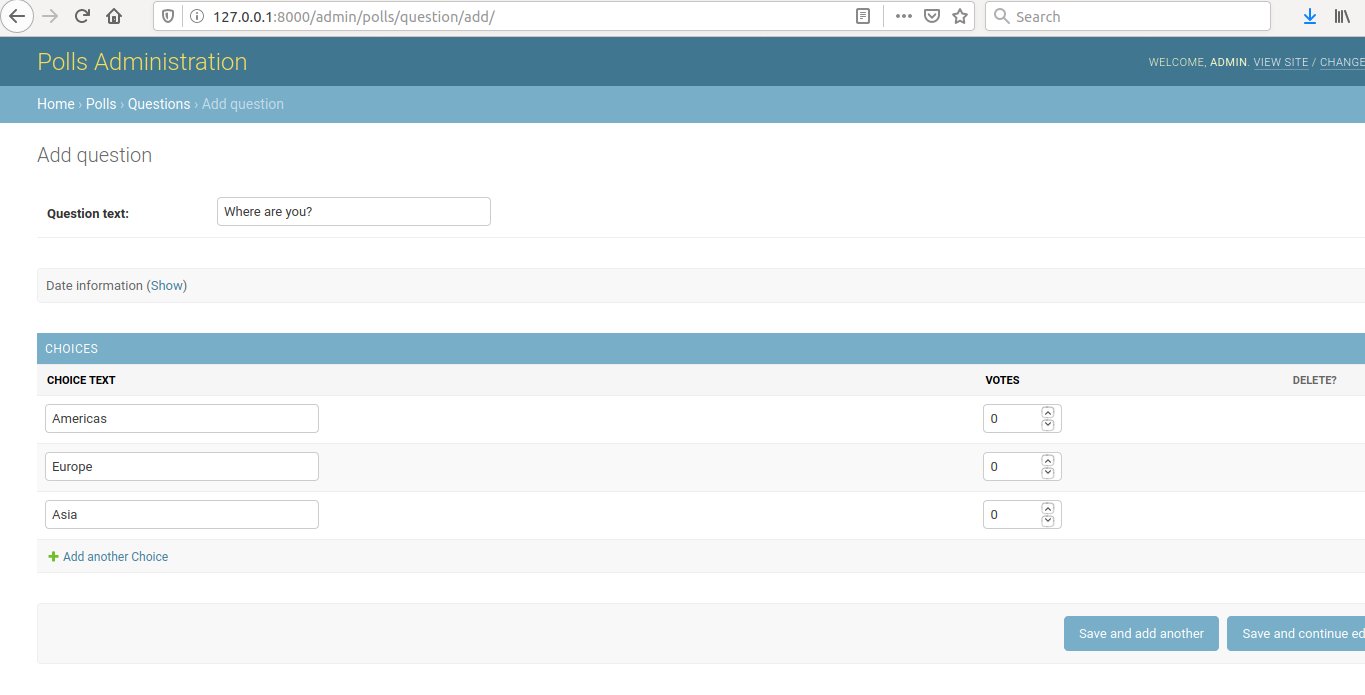 127.0.0.1:8000/admin/polls/question/add/
Search
Polls Administration
WELCOME, ADMIN. VIEW SITE / CHANGE
Home › Polls › Questions › Add question
Add question
Question text: Where are you?
Date information (Show)
CHOICES
CHOICE TEXT VOTES DELETE?
Americas 0
Europe 0
Asia 0
Add another Choice
Save and add another Save and continue ed